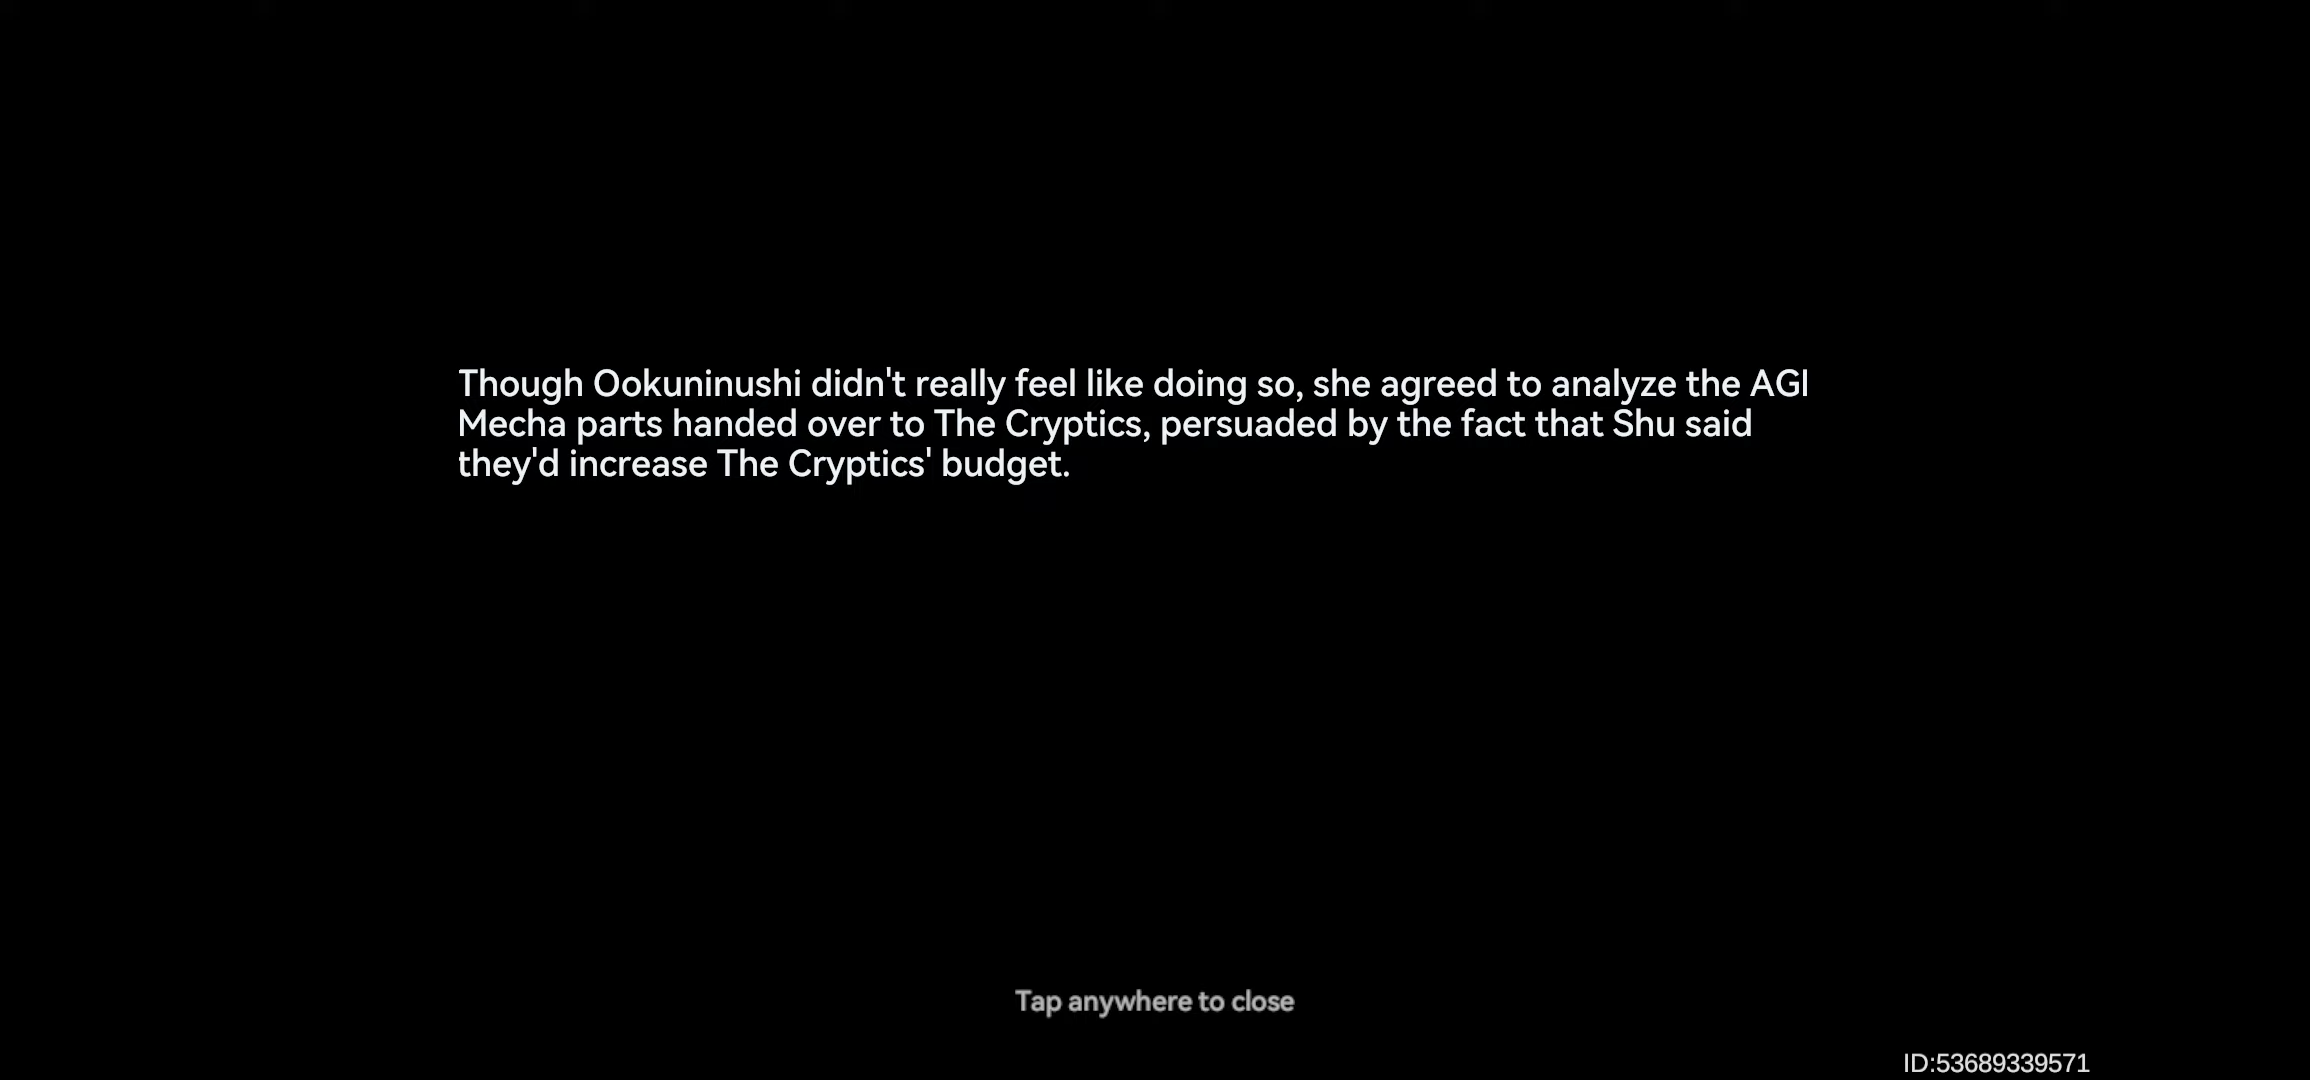 Though Ookuninushi didn't really feel like doing so, she agreed to analyze the AGI
Mecha parts handed over to The Cryptics, persuaded by the fact that Shu said
they'd increase The Cryptics' budget.
Tap anywhere to close
ID:53689339571